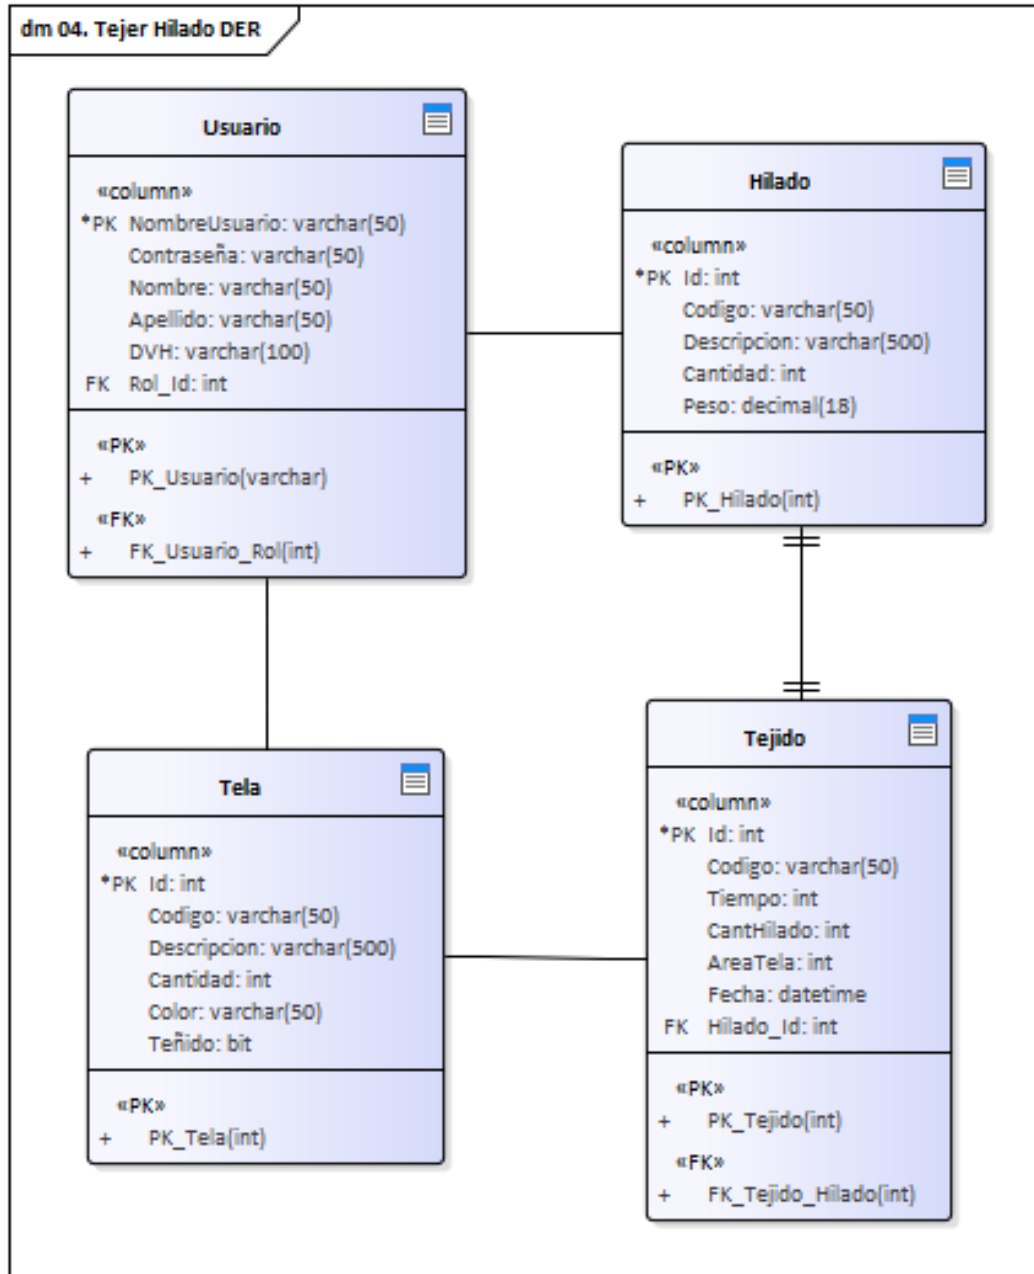 dm 04. Tejer Hilado DER
Usuario
«column»
*PK NombreUsuario: varchar(50)
Contraseña: varchar(50)
Nombre: varchar(50)
Apellido: varchar(50)
DVH: varchar(100)
FK Rol_Id: int
«PK»
+ PK_Usuario(varchar)
«FK»
+ FK_Usuario_Rol(int)
Hilado
«column»
*PK Id: int
Codigo: varchar(50)
Descripcion: varchar(500)
Cantidad: int
Peso: decimal(18)
«PK»
+ PK_Hilado(int)
Tela
«column»
*PK Id: int
Codigo: varchar(50)
Descripcion: varchar(500)
Cantidad: int
Color: varchar(50)
Teñido: bit
«PK»
+ PK_Tela(int)
Tejido
«column»
*PK Id: int
Codigo: varchar(50)
Tiempo: int
CantHilado: int
AreaTela: int
Fecha: datetime
FK Hilado_Id: int
«PK»
+ PK_Tejido(int)
«FK»
+ FK_Tejido_Hilado(int)